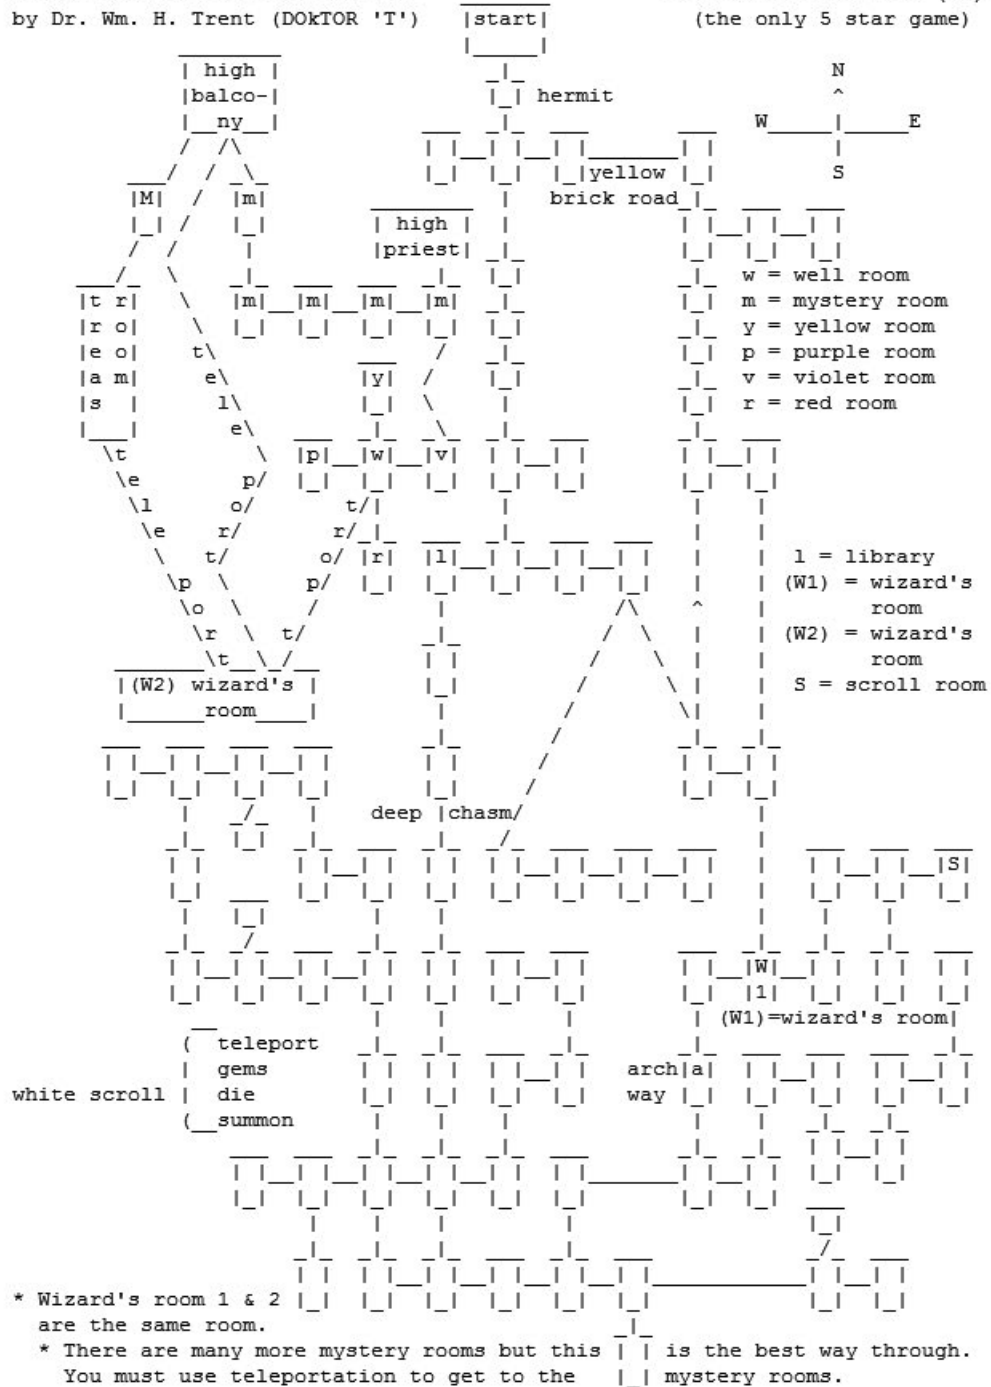 by Dr. Wm. H. Trent (DOkTOR 'T')
start
(the only 5 star game)
high
balco-
ny
hermit
N
W E
S
yellow
brick road
M
m
high
priest
w = well room
m = mystery room
y = yellow room
p = purple room
v = violet room
r = red room
treas room
m m m m
y
p w v
teleport
teleport
r
l
l = library
(W1) = wizard's
room
(W2) = wizard's
room
S = scroll room
trop t
(W2) wizard's
room
deep chasm
S
W
1
(W1)=wizard's room
teleport
gems
white scroll
die
summon
arch a
way
* Wizard's room 1 & 2
are the same room.
* There are many more mystery rooms but this is the best way through.
You must use teleportation to get to the mystery rooms.